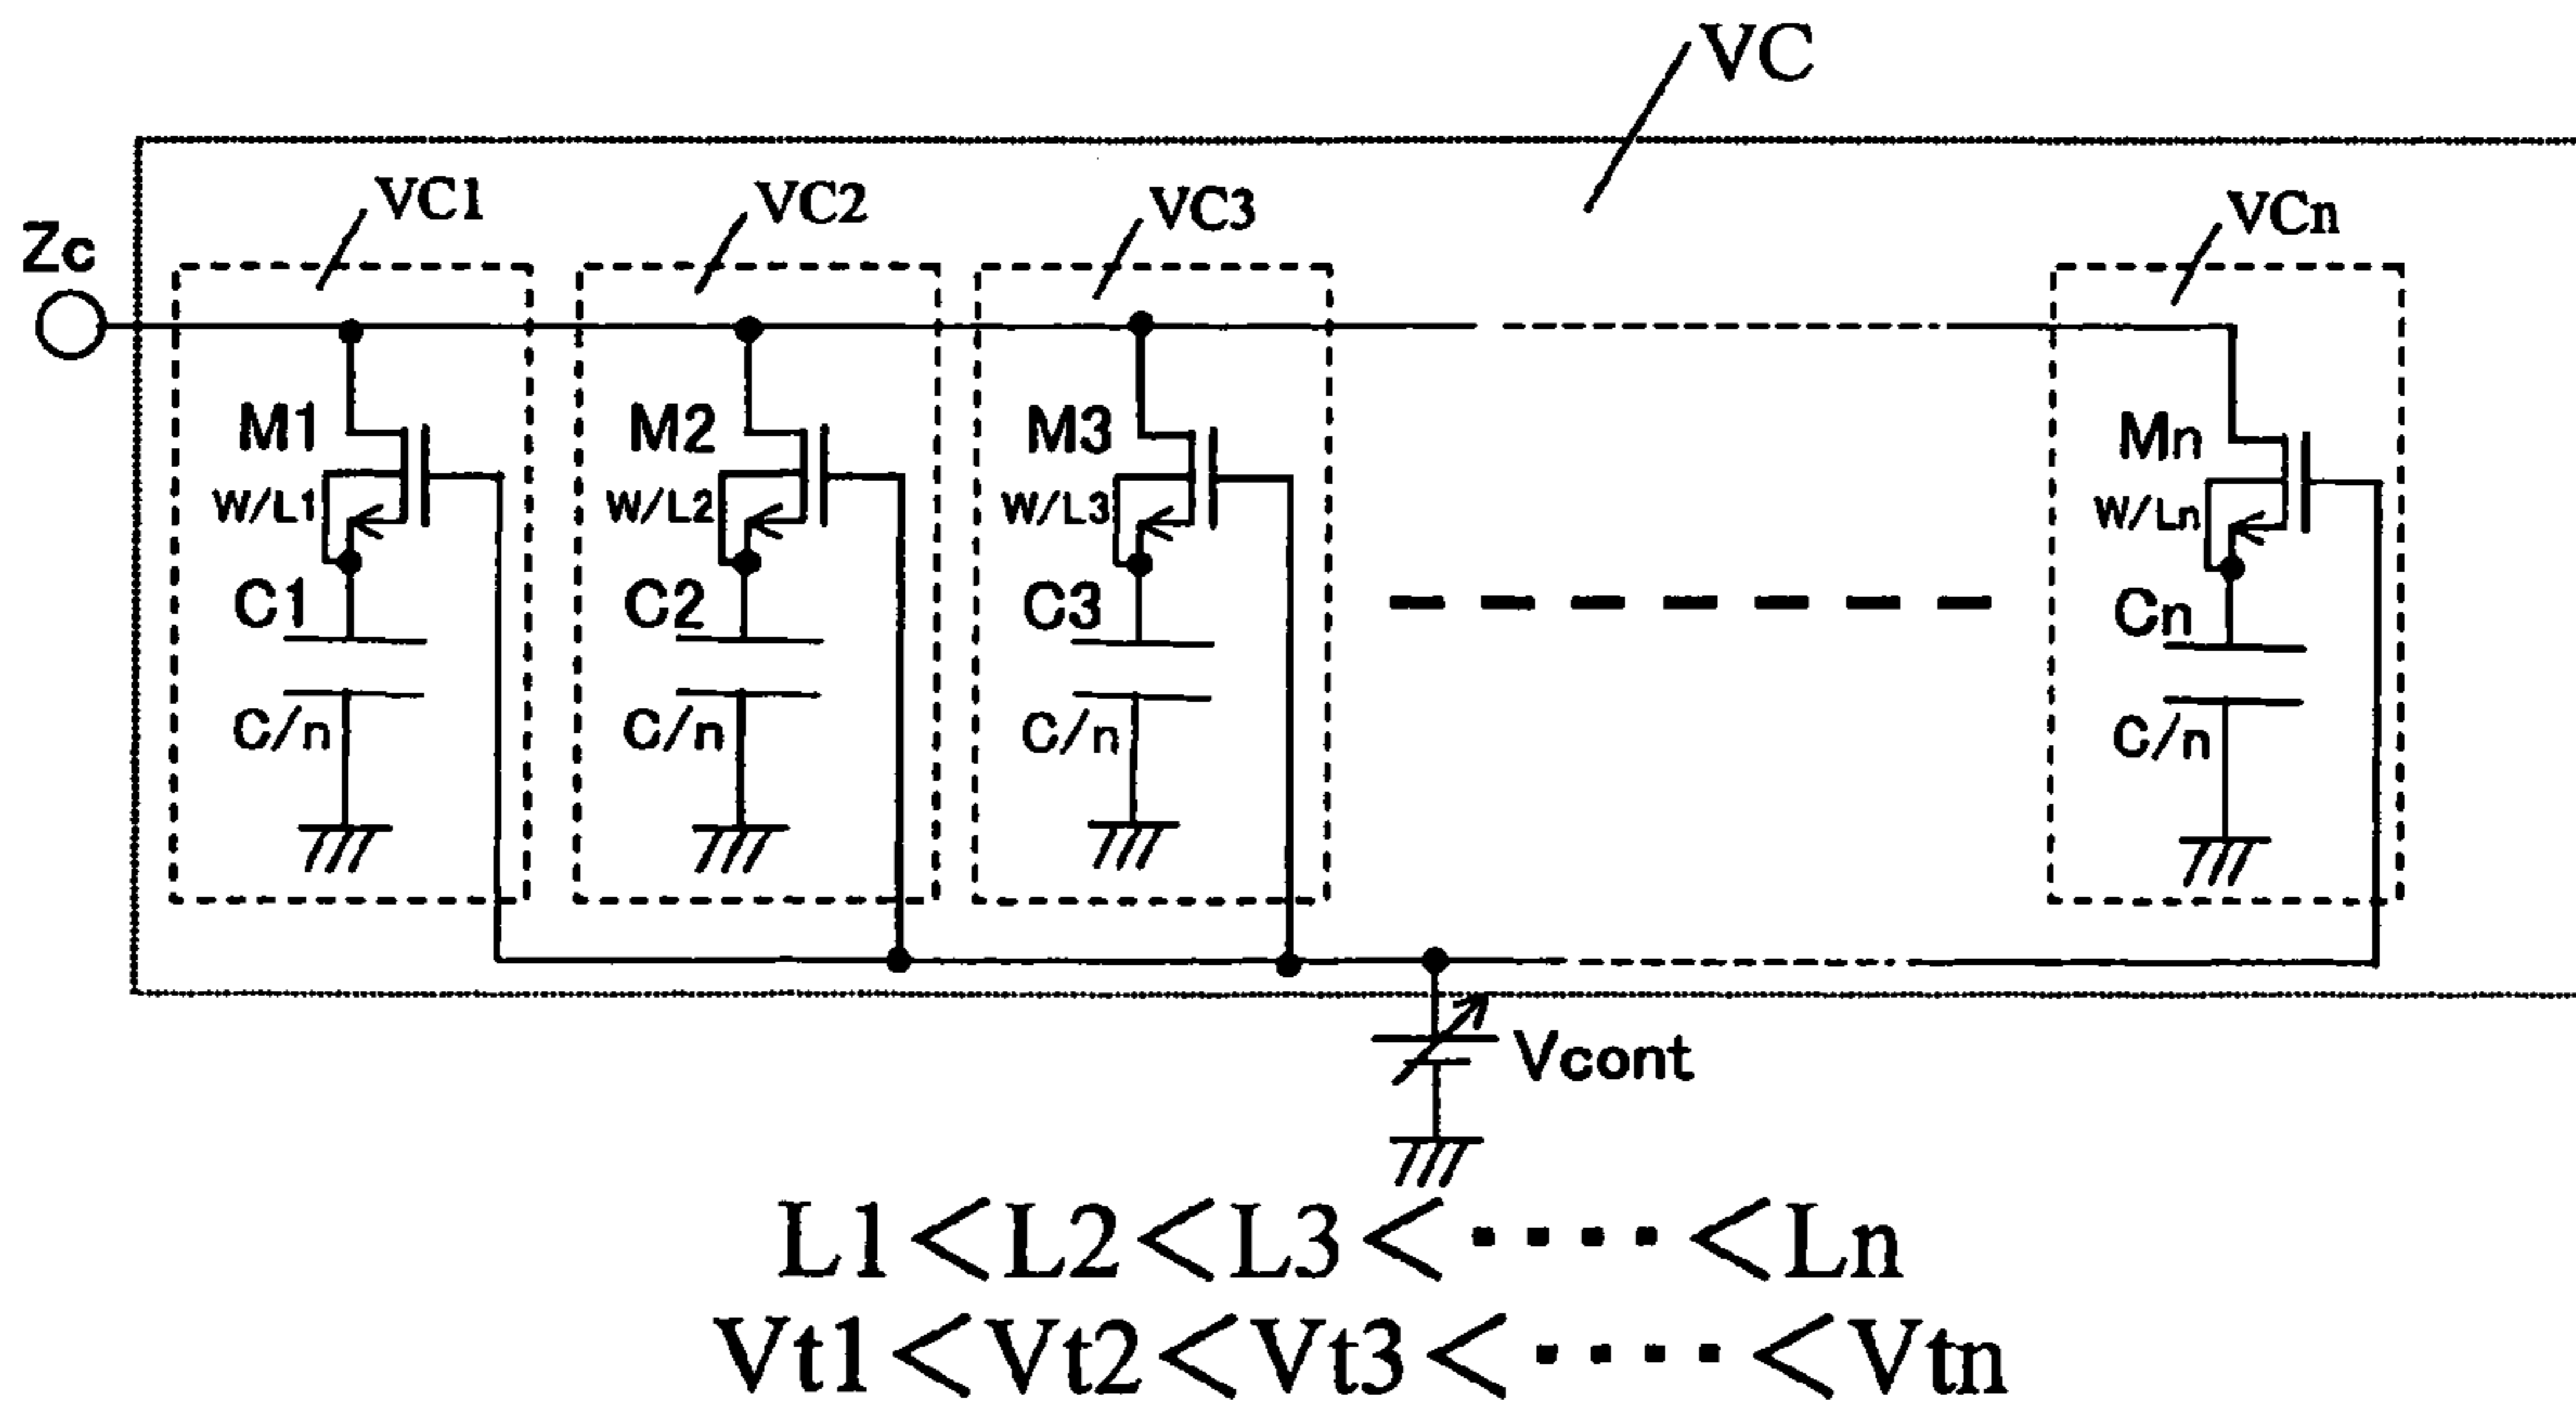 VC
VC1
VC2
VC3
VCn
Zc
M1
M2
M3
Mn
W/L1
W/L2
W/L3
W/Ln
C1
C2
C3
Cn
C/n
C/n
C/n
C/n
Vcont
L1<L2<L3<····<Ln
Vt1<Vt2<Vt3<····<Vtn